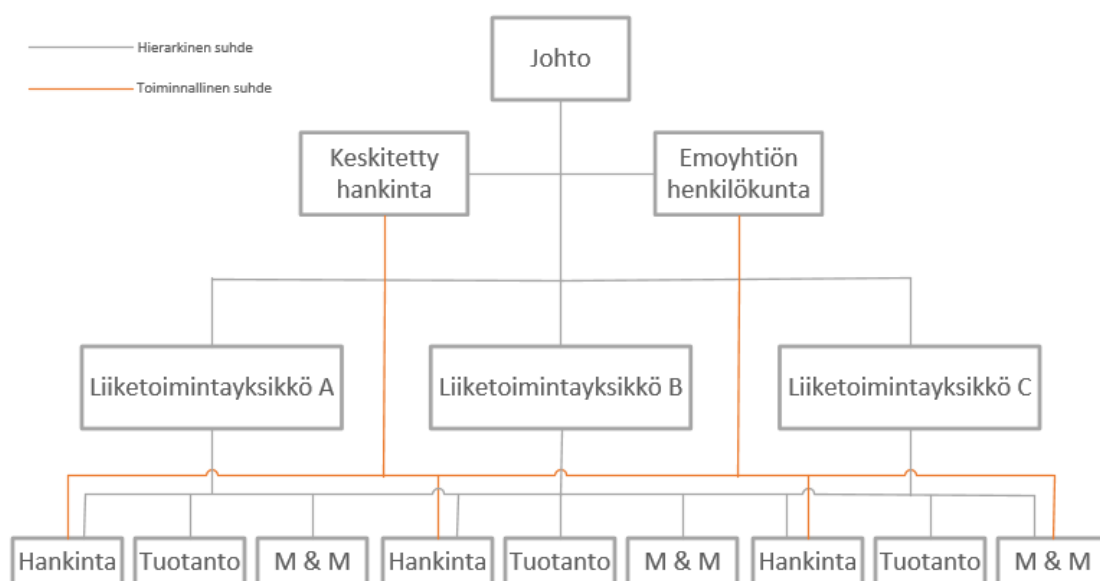 Hierarkinen suhde
Toiminnallinen suhde
Johto
Keskitetty
hankinta
Emoyhtiön
henkilökunta
Liiketoimintayksikkö A
Liiketoimintayksikkö B
Liiketoimintayksikkö C
Hankinta
Tuotanto
M & M
Hankinta
Tuotanto
M & M
Hankinta
Tuotanto
M & M